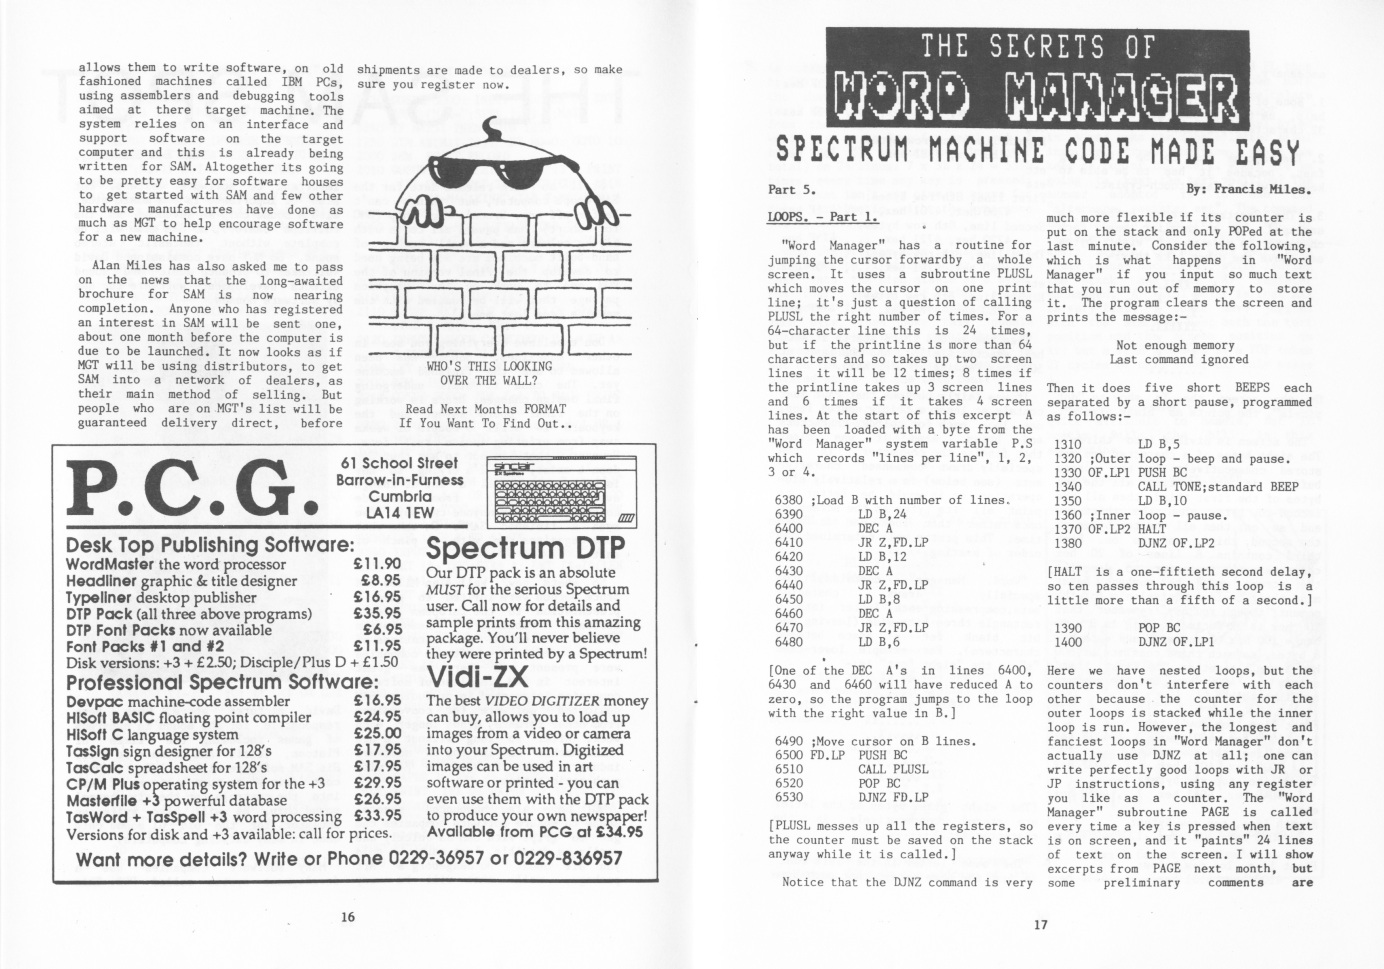 allows them to write software, on old
fashioned machines called IBM PCs,
using assemblers and debugging tools
aimed at there target machine. The
system relies on an interface and
support software on the target
computer and this is already being
written for SAM. Altogether its going
to be pretty easy for software houses
to get started with SAM and few other
hardware manufactures have done as
much as MGT to help encourage software
for a new machine.
Alan Miles has also asked me to pass
on the news that the long-awaited
brochure for SAM is now nearing
completion. Anyone who has registered
an interest in SAM will be sent one,
about one month before the computer is
due to be launched. It now looks as if
MGT will be using distributors, to get
SAM into a network of dealers, as
their main method of selling. But
people who are on MGT's list will be
guaranteed delivery direct, before
shipments are made to dealers, so make
sure you register now.
WHO'S THIS LOOKING
OVER THE WALL?
Read Next Months FORMAT
If You Want To Find Out..
P.C.G.
61 School Street
Barrow-in-Furness
Cumbria
LA14 1EW
sinclair
ZX Spectrum
Desk Top Publishing Software:
WordMaster the word processor £11.90
Headliner graphic & title designer £8.95
Typeliner desktop publisher £16.95
DTP Pack (all three above programs) £35.95
DTP Font Packs now available £6.95
Font Packs #1 and #2 £11.95
Disk versions: +3 + £2.50; Disciple/Plus D + £1.50
Professional Spectrum Software:
Devpac machine-code assembler £16.95
HiSoft BASIC floating point compiler £24.95
HiSoft C language system £25.00
TasSign sign designer for 128's £17.95
TasCalc spreadsheet for 128's £17.95
CP/M Plus operating system for the +3 £29.95
Masterfile +3 powerful database £26.95
TasWord + TasSpell +3 word processing £33.95
Versions for disk and +3 available: call for prices.
Spectrum DTP
Our DTP pack is an absolute
MUST for the serious Spectrum
user. Call now for details and
sample prints from this amazing
package. You'll never believe
they were printed by a Spectrum!
Vidi-ZX
The best VIDEO DIGITIZER money
can buy, allows you to load up
images from a video or camera
into your Spectrum. Digitized
images can be used in art
software or printed - you can
even use them with the DTP pack
to produce your own newspaper!
Available from PCG at £34.95
Want more details? Write or Phone 0229-36957 or 0229-836957
16
THE SECRETS OF
WORD MANAGER
SPECTRUM MACHINE CODE MADE EASY
Part 5. By: Francis Miles.
LOOPS. - Part 1.
"Word Manager" has a routine for
jumping the cursor forwardby a whole
screen. It uses a subroutine PLUSL
which moves the cursor on one print
line; it's just a question of calling
PLUSL the right number of times. For a
64-character line this is 24 times,
but if the printline is more than 64
characters and so takes up two screen
lines it will be 12 times; 8 times if
the printline takes up 3 screen lines
and 6 times if it takes 4 screen
lines. At the start of this excerpt A
has been loaded with a byte from the
"Word Manager" system variable P.S
which records "lines per line", 1, 2,
3 or 4.
6380 ;Load B with number of lines.
6390 LD B,24
6400 DEC A
6410 JR Z,FD.LP
6420 LD B,12
6430 DEC A
6440 JR Z,FD.LP
6450 LD B,8
6460 DEC A
6470 JR Z,FD.LP
6480 LD B,6
[One of the DEC A's in lines 6400,
6430 and 6460 will have reduced A to
zero, so the program jumps to the loop
with the right value in B.]
6490 ;Move cursor on B lines.
6500 FD.LP PUSH BC
6510 CALL PLUSL
6520 POP BC
6530 DJNZ FD.LP
[PLUSL messes up all the registers, so
the counter must be saved on the stack
anyway while it is called.]
Notice that the DJNZ command is very
much more flexible if its counter is
put on the stack and only POPed at the
last minute. Consider the following,
which is what happens in "Word
Manager" if you input so much text
that you run out of memory to store
it. The program clears the screen and
prints the message:-
Not enough memory
Last command ignored
Then it does five short BEEPS each
separated by a short pause, programmed
as follows:-
1310 LD B,5
1320 ;Outer loop - beep and pause.
1330 OF.LP1 PUSH BC
1340 CALL TONE;standard BEEP
1350 LD B,10
1360 ;Inner loop - pause.
1370 OF.LP2 HALT
1380 DJNZ OF.LP2
[HALT is a one-fiftieth second delay,
so ten passes through this loop is a
little more than a fifth of a second.]
1390 POP BC
1400 DJNZ OF.LP1
Here we have nested loops, but the
counters don't interfere with each
other because the counter for the
outer loops is stacked while the inner
loop is run. However, the longest and
fanciest loops in "Word Manager" don't
actually use DJNZ at all; one can
write perfectly good loops with JR or
JP instructions, using any register
you like as a counter. The "Word
Manager" subroutine PAGE is called
every time a key is pressed when text
is on screen, and it "paints" 24 lines
of text on the screen. I will show
excerpts from PAGE next month, but
some preliminary comments are
17